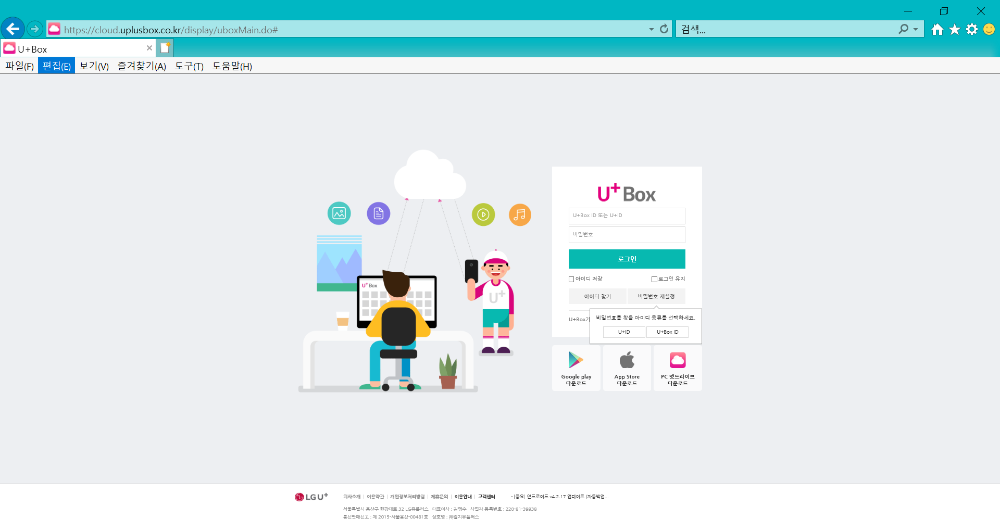 https://cloud.uplusbox.co.kr/display/uboxMain.do#
검색...
U+Box
파일(F) 편집(E) 보기(V) 즐겨찾기(A) 도구(T) 도움말(H)
U+ Box
U+Box ID 또는 U+ID
비밀번호
로그인
아이디 저장 로그인 유지
아이디 찾기 비밀번호 재설정
U+Box가
비밀번호를 찾을 아이디 종류를 선택하세요.
U+ID U+Box ID
U+Box
U+
Google play 다운로드
App Store 다운로드
PC 넷드라이브 다운로드
LG U+
회사소개 | 이용약관 | 개인정보처리방침 | 제휴문의 | 이용안내 | 고객센터
• [중요] 안드로이드 v4.2.17 업데이트 (자동백업...
서울특별시 용산구 한강대로 32 LG유플러스 대표이사 : 권영수 사업자 등록번호 : 220-81-39938
통신판매신고 : 제 2015-서울용산-00481호 상호명 : ㈜엘지유플러스